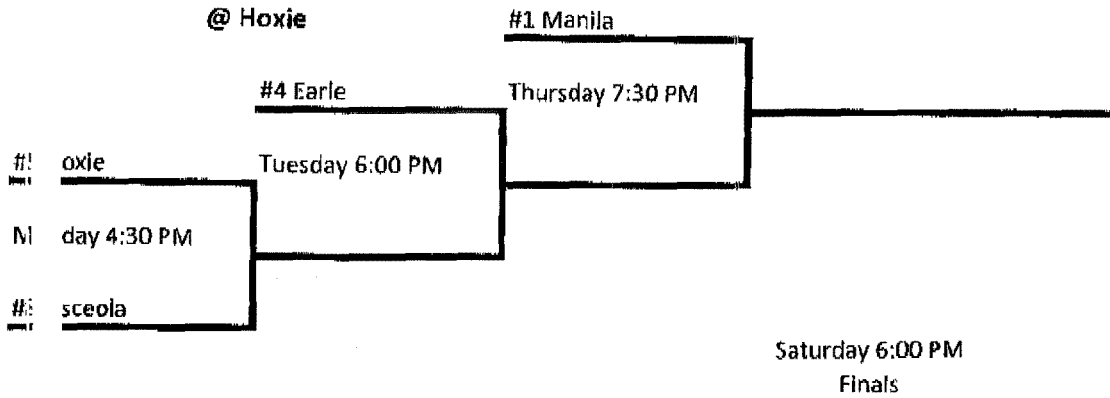 @ Hoxie
#1 Manila
#4 Earle
Thursday 7:30 PM
oxie
Tuesday 6:00 PM
day 4:30 PM
sceola
Saturday 6:00 PM
Finals